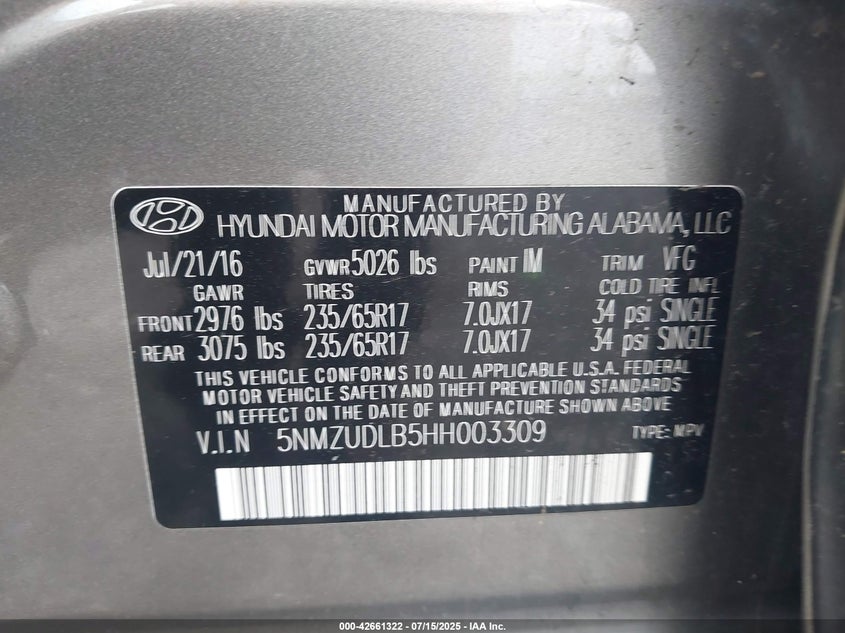 MANUFACTURED BY
HYUNDAI MOTOR MANUFACTURING ALABAMA, LLC
Jul/21/16 GVWR 5026 lbs PAINT IM TRIM VFG
GAWR TIRES RIMS COLD TIRE INFL
FRONT 2976 lbs 235/65R17 7.0JX17 34 psi SINGLE
REAR 3075 lbs 235/65R17 7.0JX17 34 psi SINGLE
THIS VEHICLE CONFORMS TO ALL APPLICABLE U.S.A. FEDERAL
MOTOR VEHICLE SAFETY AND THEFT PREVENTION STANDARDS
IN EFFECT ON THE DATE OF MANUFACTURE SHOWN ABOVE
V.I.N 5NMZUDLB5HH003309 TYPE: MPV
000-42661322 - 07/15/2025 - IAA Inc.